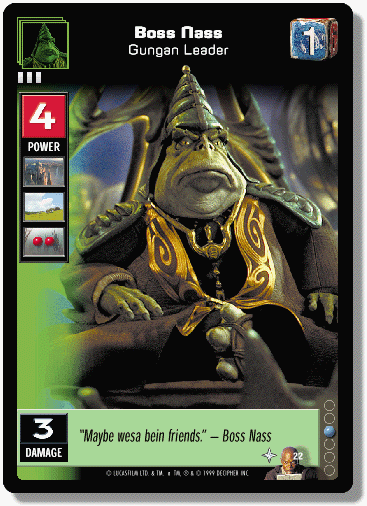 Boss Nass
Gungan Leader
1
4
POWER
3
DAMAGE
"Maybe wesa bein friends." – Boss Nass
22
© LUCASFILM LTD. & TM, ® & © 1999 DECIPHER INC